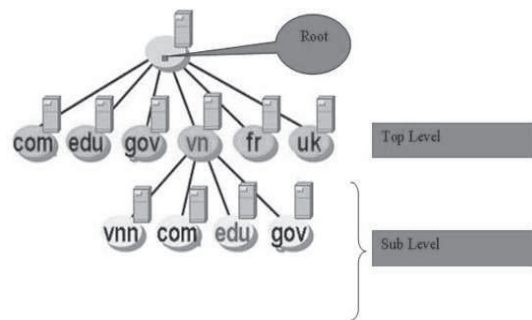 Root
com edu gov vn fr uk
Top Level
vnn com edu gov
Sub Level